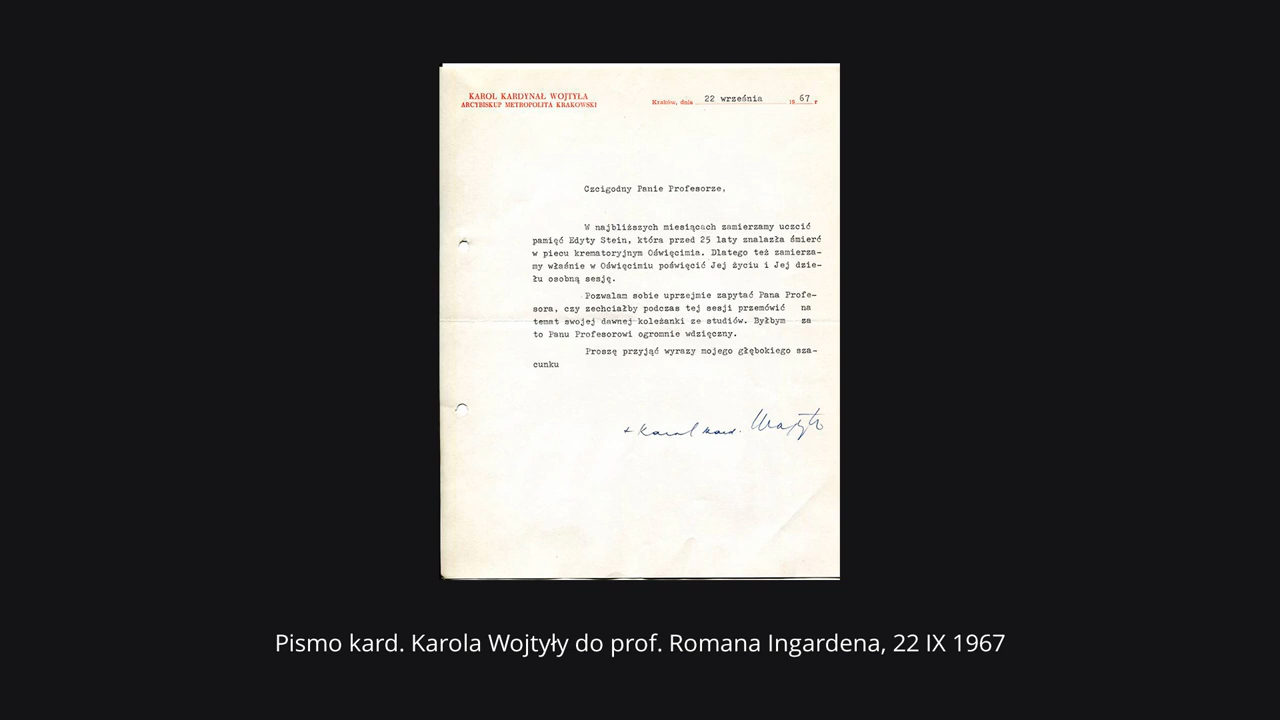 KAROL KARDYNAŁ WOJTYŁA
ARCYBISKUP METROPOLITA KRAKOWSKI
Kraków, dnia 22 września 19 67 r
Czcigodny Panie Profesorze,
W najbliższych miesiącach zamierzamy uczcić
pamięć Edyty Stein, która przed 25 laty znalazła śmierć
w piecu krematoryjnym Oświęcimia. Dlatego też zamierza-
my właśnie w Oświęcimiu poświęcić Jej życiu i Jej dzie-
łu osobną sesję.
Pozwalam sobie uprzejmie zapytać Pana Profe-
sora, czy zechciałby podczas tej sesji przemówić na
temat swojej dawnej koleżanki ze studiów. Byłbym za
to Panu Profesorowi ogromnie wdzięczny.
Proszę przyjąć wyrazy mojego głębokiego sza-
cunku
+ Karol kard. Wojtyła
Pismo kard. Karola Wojtyły do prof. Romana Ingardena, 22 IX 1967